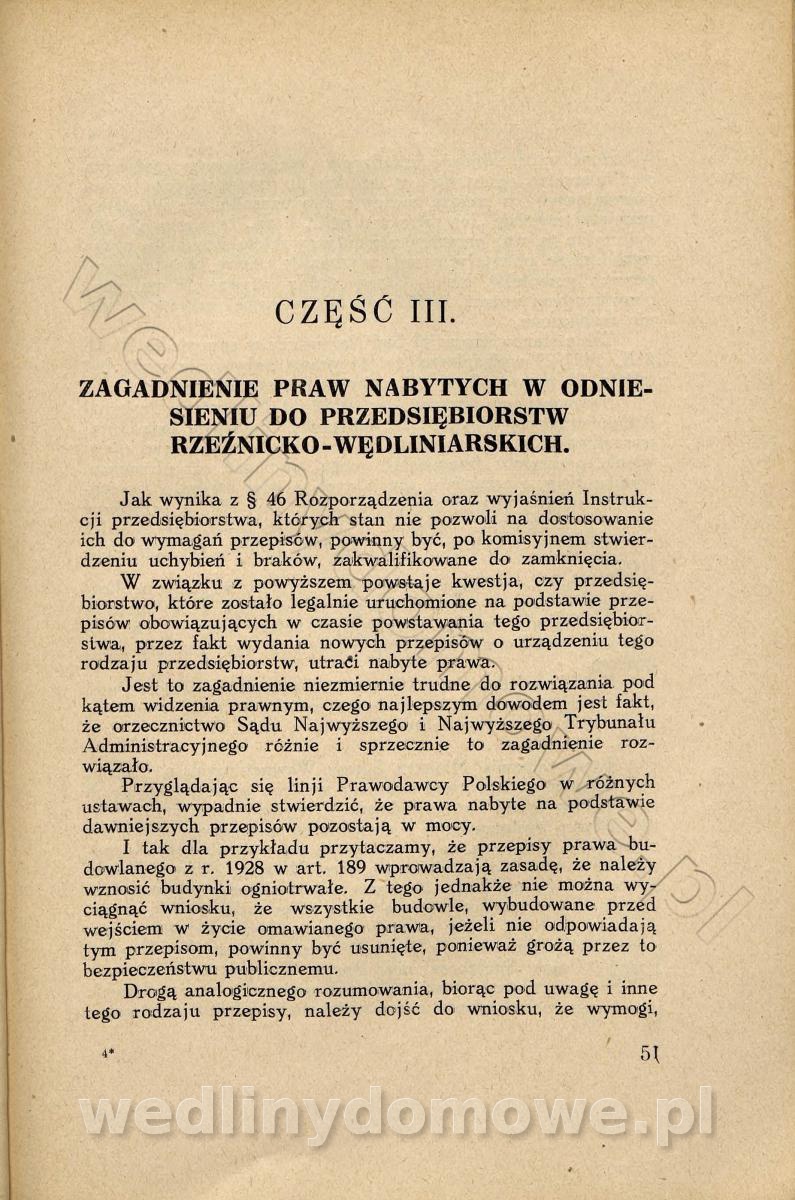 CZĘŚĆ III.
ZAGADNIENIE PRAW NABYTYCH W ODNIE-
SIENIU DO PRZEDSIĘBIORSTW
RZEŹNICKO-WĘDLINIARSKICH.
Jak wynika z § 46 Rozporządzenia oraz wyjaśnień Instruk-
cji przedsiębiorstwa, których stan nie pozwoli na dostosowanie
ich do wymagań przepisów, powinny być, po komisyjnem stwier-
dzeniu uchybień i braków, zakwalifikowane do zamknięcia.
W związku z powyższem powstaje kwestja, czy przedsię-
biorstwo, które zostało legalnie uruchomione na podstawie prze-
pisów obowiązujących w czasie powstawania tego przedsiębior-
stwa, przez fakt wydania nowych przepisów o urządzeniu tego
rodzaju przedsiębiorstw, utraci nabyte prawa.
Jest to zagadnienie niezmiernie trudne do rozwiązania pod
kątem widzenia prawnym, czego najlepszym dowodem jest fakt,
że orzecznictwo Sądu Najwyższego i Najwyższego Trybunału
Administracyjnego różnie i sprzecznie to zagadnienie roz-
wiązało.
Przyglądając się linji Prawodawcy Polskiego w różnych
ustawach, wypadnie stwierdzić, że prawa nabyte na podstawie
dawniejszych przepisów pozostają w mocy.
I tak dla przykładu przytaczamy, że przepisy prawa bu-
dowlanego z r. 1928 w art. 189 wprowadzają zasadę, że należy
wznosić budynki ogniotrwałe. Z tego jednakże nie można wy-
ciągnąć wniosku, że wszystkie budowle, wybudowane przed
wejściem w życie omawianego prawa, jeżeli nie odpowiadają
tym przepisom, powinny być usunięte, ponieważ grożą przez to
bezpieczeństwu publicznemu.
Drogą analogicznego rozumowania, biorąc pod uwagę i inne
tego rodzaju przepisy, należy dojść do wniosku, że wymogi,
4*
51
wedlinydomowe.pl
wedlinydomowe.pl